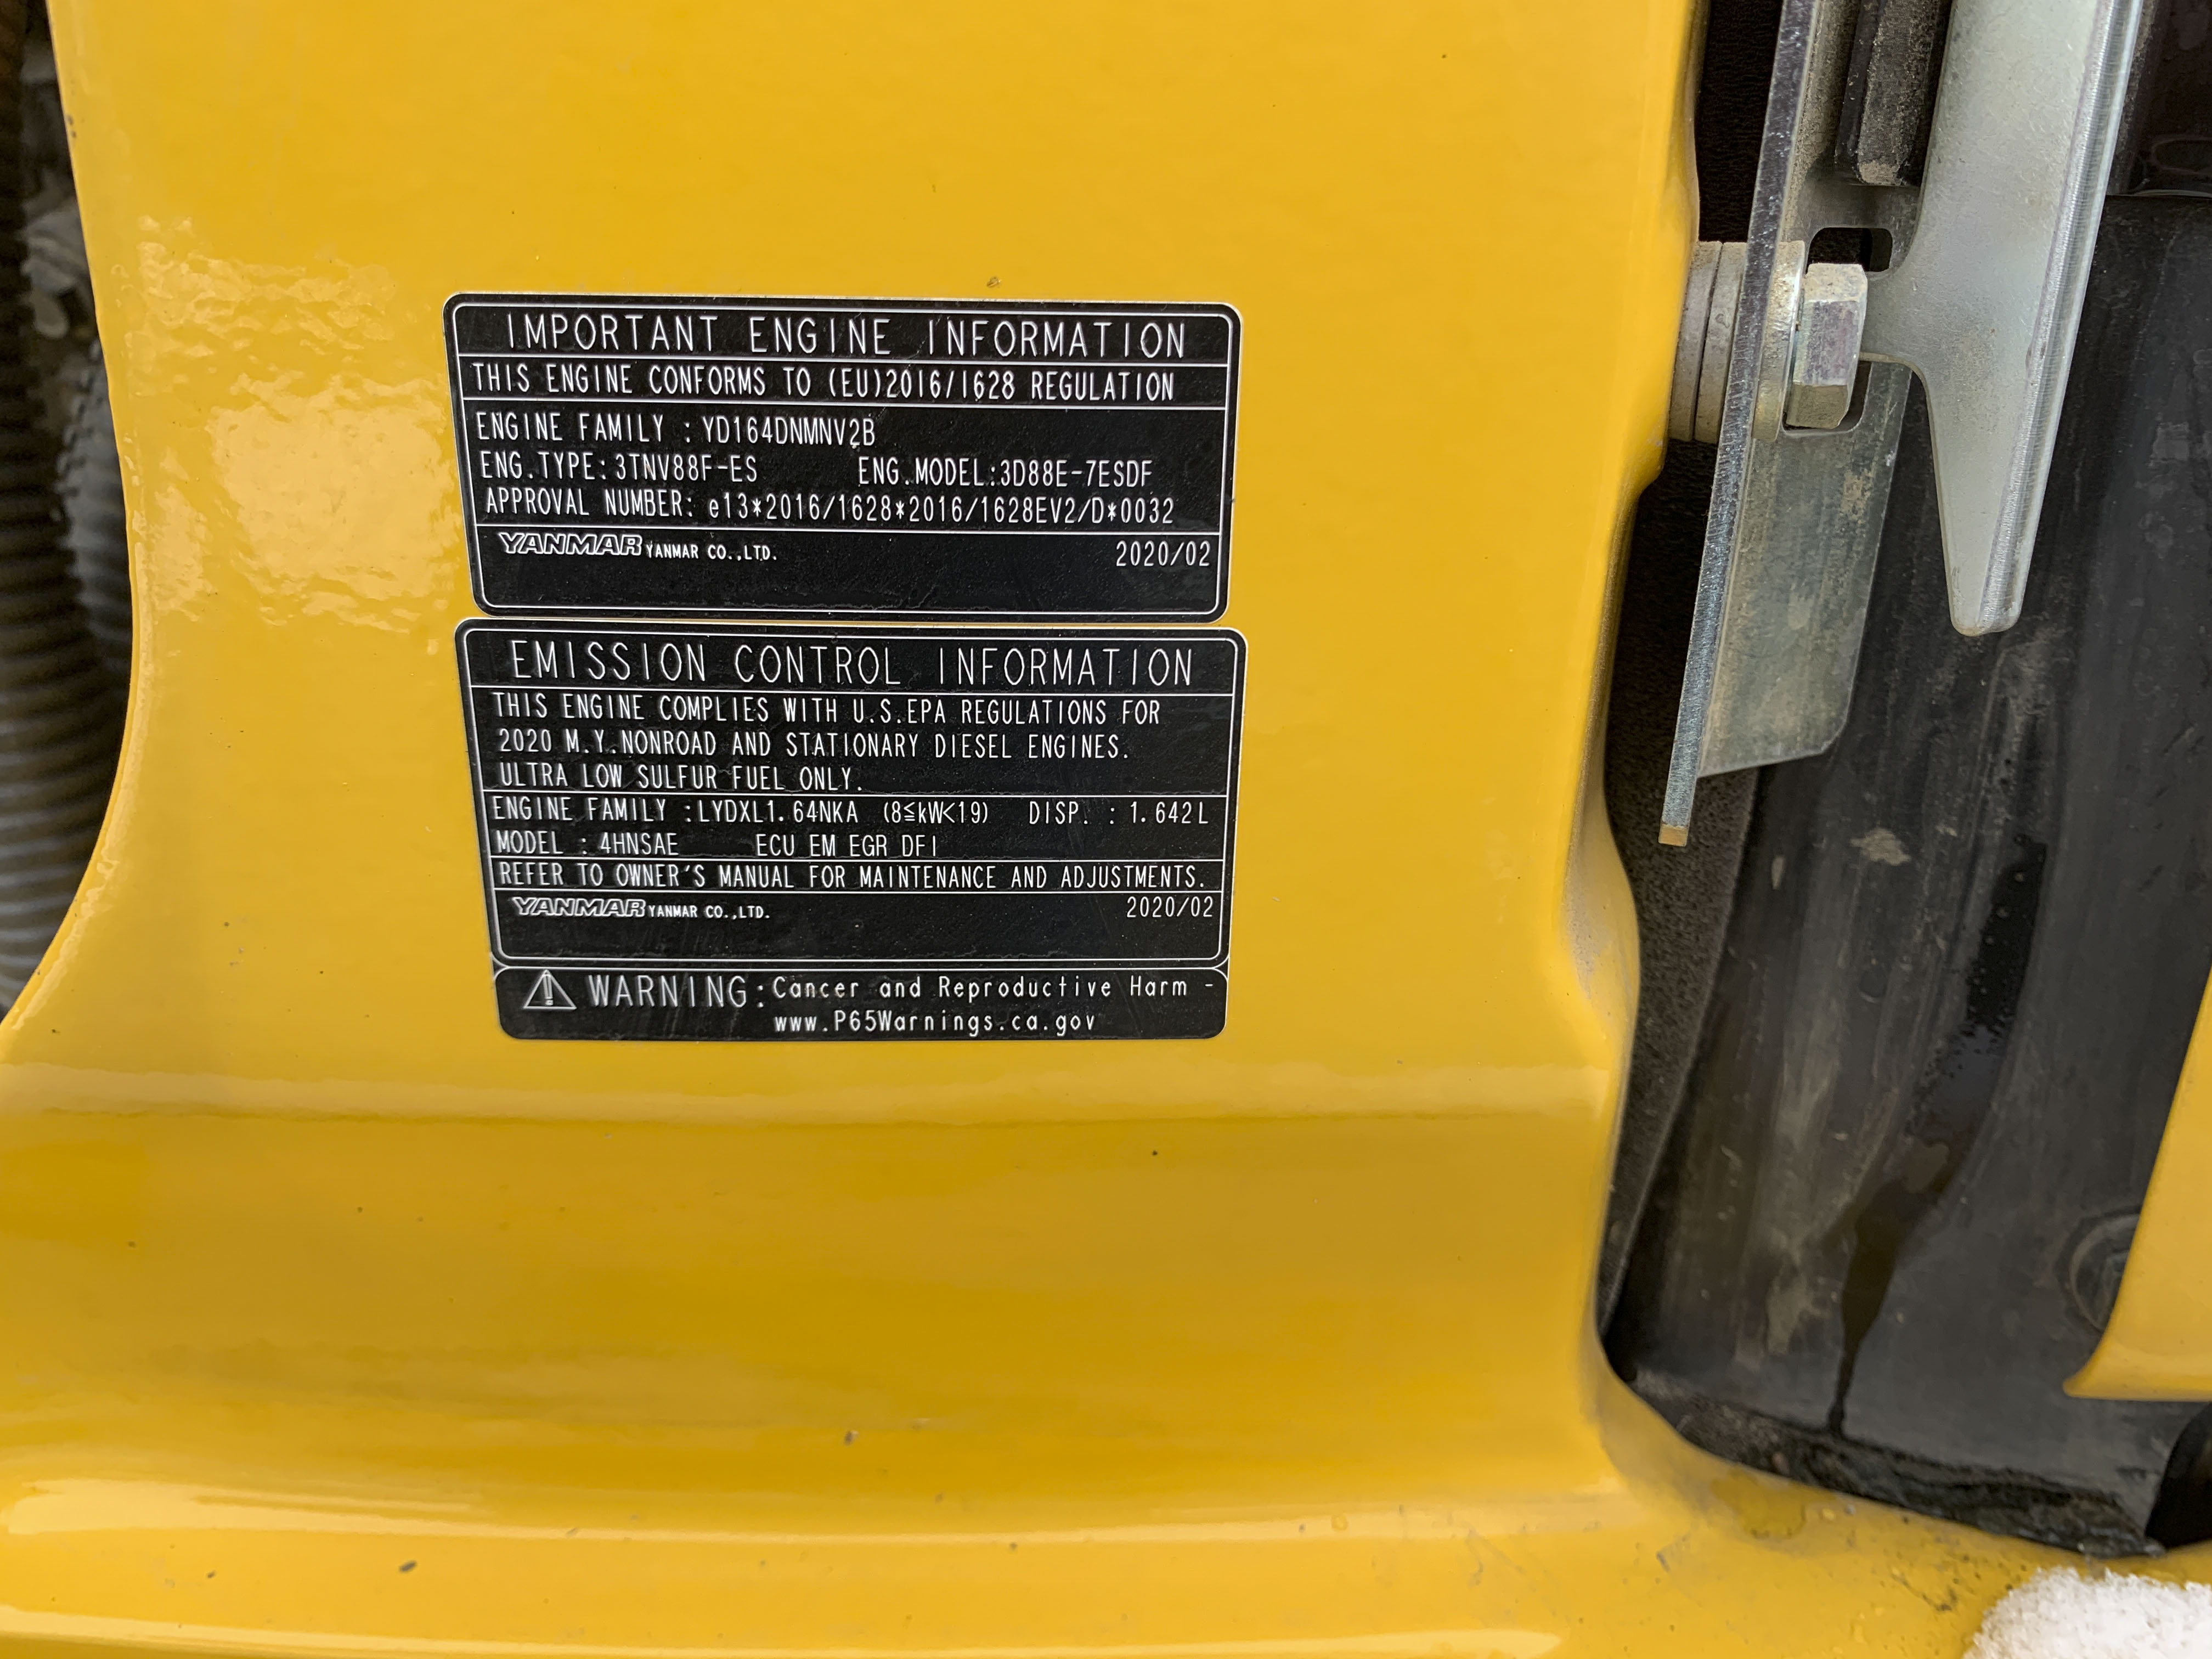 IMPORTANT ENGINE INFORMATION
THIS ENGINE CONFORMS TO (EU)2016/1628 REGULATION
ENGINE FAMILY : YD164DNMNV2B
ENG.TYPE:3TNV88F-ES ENG.MODEL:3D88E-7ESDF
APPROVAL NUMBER: e13*2016/1628*2016/1628EV2/D*0032
YANMAR YANMAR CO.,LTD. 2020/02
EMISSION CONTROL INFORMATION
THIS ENGINE COMPLIES WITH U.S.EPA REGULATIONS FOR
2020 M.Y.NONROAD AND STATIONARY DIESEL ENGINES.
ULTRA LOW SULFUR FUEL ONLY.
ENGINE FAMILY :LYDXL1.64NKA (8≦kW<19) DISP. : 1.642L
MODEL : 4HNSAE ECU EM EGR DFI
REFER TO OWNER'S MANUAL FOR MAINTENANCE AND ADJUSTMENTS.
YANMAR YANMAR CO.,LTD. 2020/02
WARNING:Cancer and Reproductive Harm -
www.P65Warnings.ca.gov